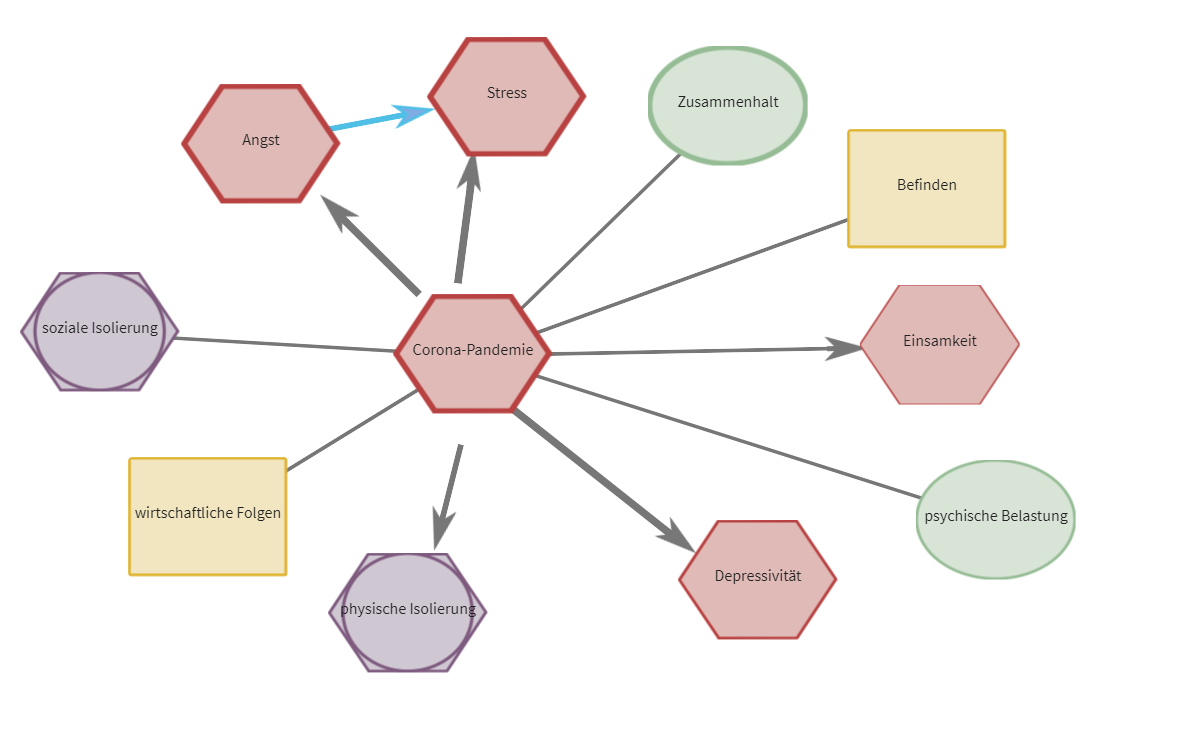 Stress
Zusammenhalt
Angst
Befinden
soziale Isolierung
Corona-Pandemie
Einsamkeit
wirtschaftliche Folgen
psychische Belastung
Depressivität
physische Isolierung